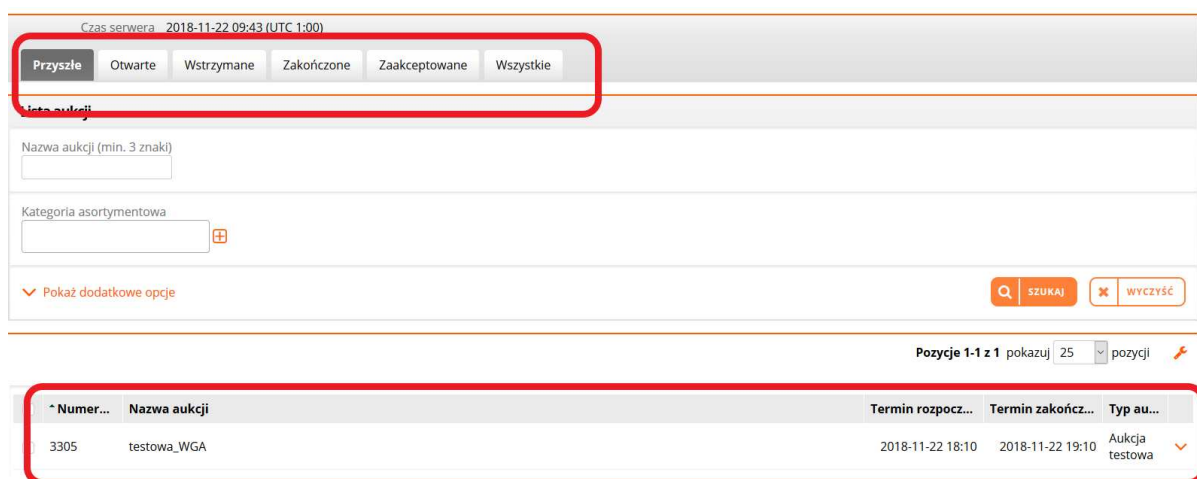 Czas serwera 2018-11-22 09:43 (UTC 1:00)
Przyszłe Otwarte Wstrzymane Zakończone Zaakceptowane Wszystkie
Lista aukcji
Nazwa aukcji (min. 3 znaki)
Kategoria asortymentowa
Pokaż dodatkowe opcje SZUKAJ WYCZYŚĆ
Pozycje 1-1 z 1 pokazuj 25 pozycji
Numer... Nazwa aukcji Termin rozpocz... Termin zakończ... Typ au...
3305 testowa_WGA 2018-11-22 18:10 2018-11-22 19:10 Aukcja
testowa